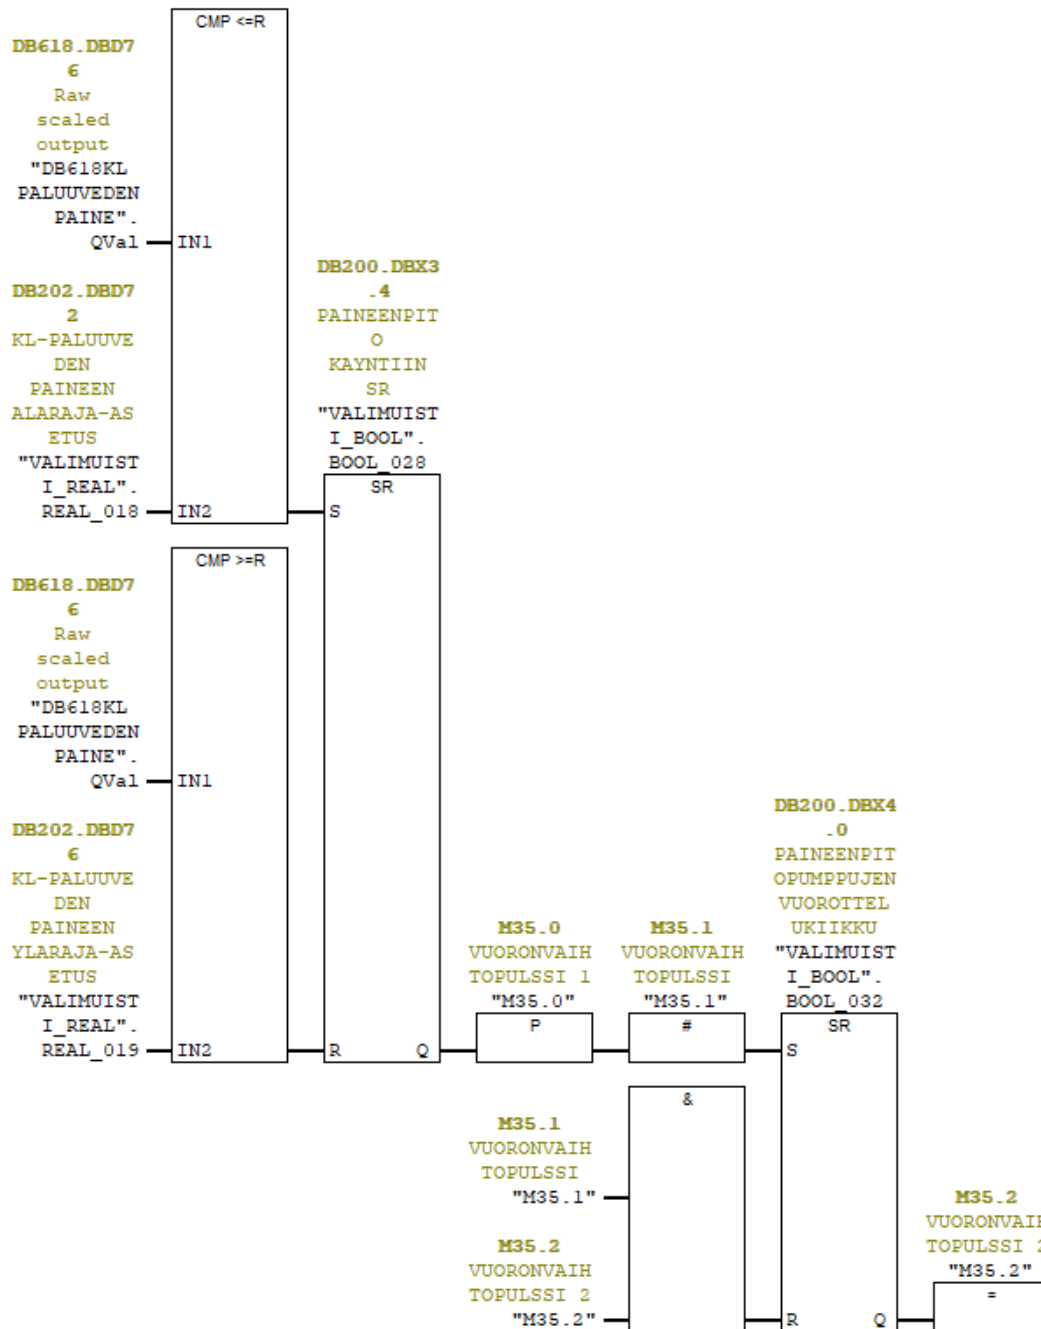 CMP <=R
DB618.DBD7
6
Raw
scaled
output
"DB618KL
PALUUVEDEN
PAINE".
QVal
IN1
DB202.DBD7
2
KL-PALUUVE
DEN
PAINEEN
ALARAJA-AS
ETUS
"VALIMUIST
I_REAL".
REAL_018
IN2
DB200.DBX3
.4
PAINEENPIT
O
KAYNTIIN
SR
"VALIMUIST
I_BOOL".
BOOL_028
SR
S
CMP >=R
DB618.DBD7
6
Raw
scaled
output
"DB618KL
PALUUVEDEN
PAINE".
QVal
IN1
DB202.DBD7
6
KL-PALUUVE
DEN
PAINEEN
YLARAJA-AS
ETUS
"VALIMUIST
I_REAL".
REAL_019
IN2
R
Q
M35.0
VUORONVAIH
TOPULSSI 1
"M35.0"
P
M35.1
VUORONVAIH
TOPULSSI
"M35.1"
#
DB200.DBX4
.0
PAINEENPIT
OPUMPPUJEN
VUOROTTEL
UKIIKKU
"VALIMUIST
I_BOOL".
BOOL_032
SR
S
&
M35.1
VUORONVAIH
TOPULSSI
"M35.1"
M35.2
VUORONVAIH
TOPULSSI 2
"M35.2"
R
Q
M35.2
VUORONVAIH
TOPULSSI 2
"M35.2"
=